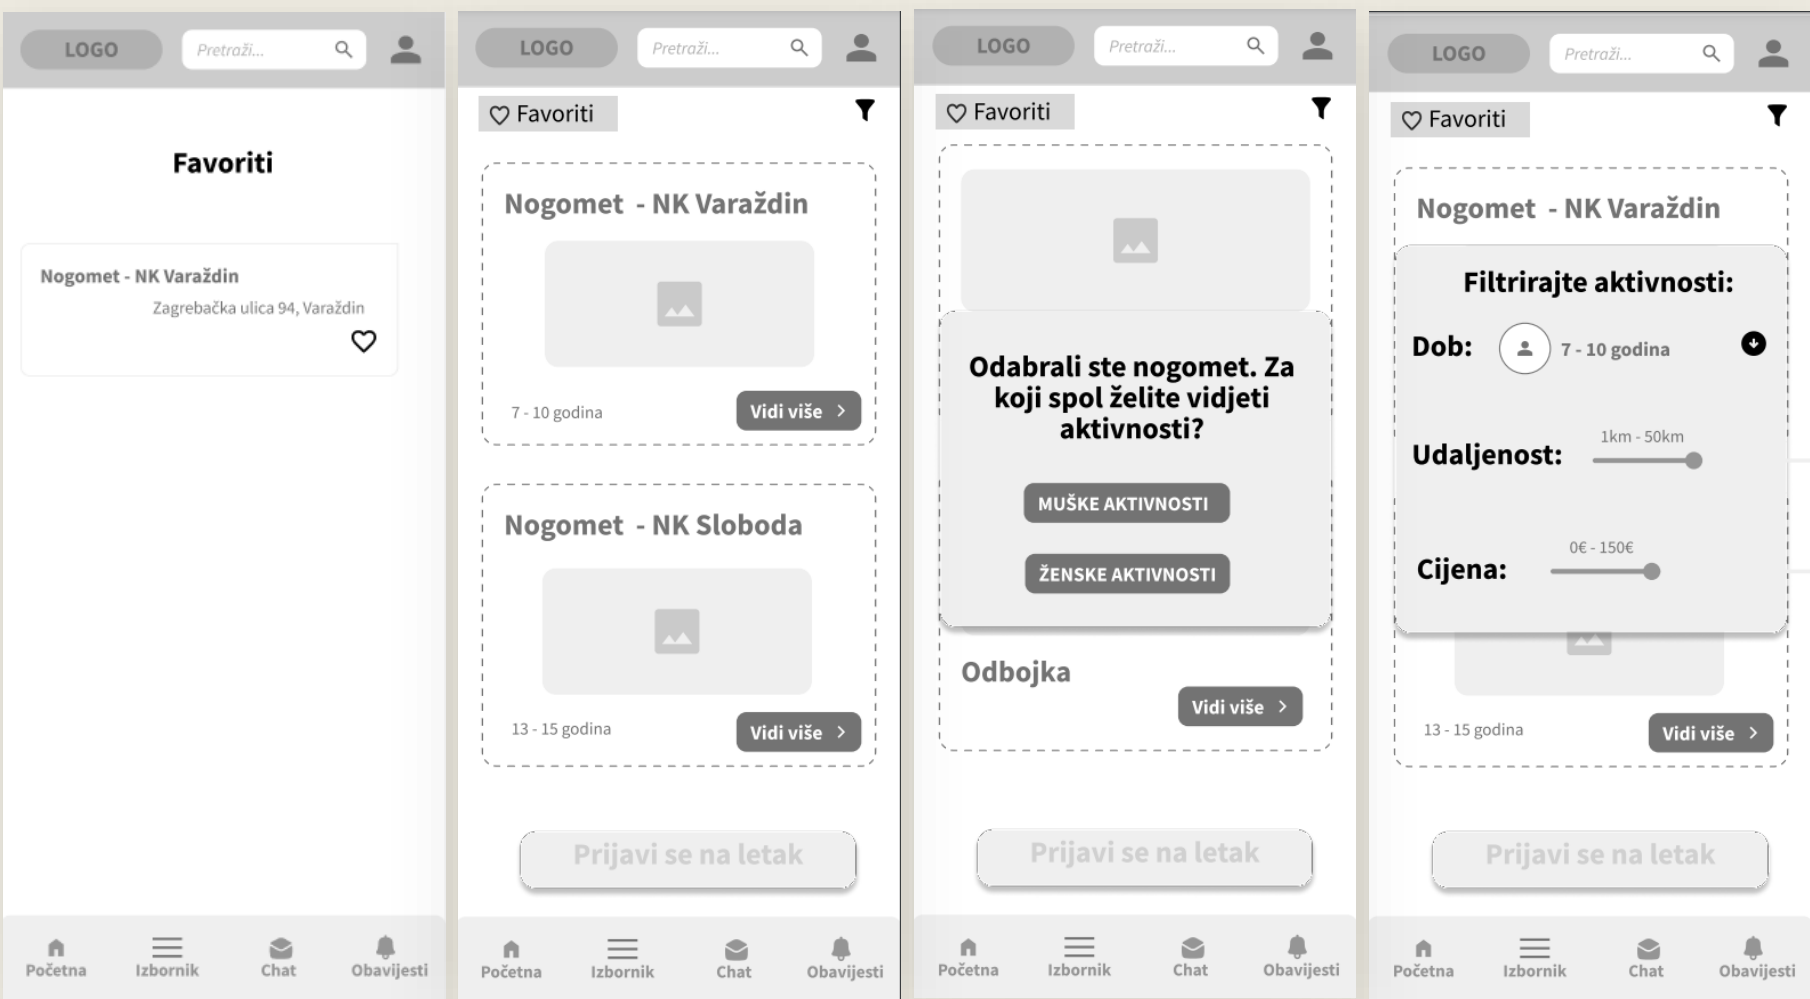 LOGO
Pretraži...
Favoriti
Nogomet - NK Varaždin
Zagrebačka ulica 94, Varaždin
Početna
Izbornik
Chat
Obavijesti
LOGO
Pretraži...
Favoriti
Nogomet - NK Varaždin
7 - 10 godina
Vidi više
Nogomet - NK Sloboda
13 - 15 godina
Vidi više
Prijavi se na letak
Početna
Izbornik
Chat
Obavijesti
LOGO
Pretraži...
Favoriti
Odabrali ste nogomet. Za
koji spol želite vidjeti
aktivnosti?
MUŠKE AKTIVNOSTI
ŽENSKE AKTIVNOSTI
Odbojka
Vidi više
Prijavi se na letak
Početna
Izbornik
Chat
Obavijesti
LOGO
Pretraži...
Favoriti
Nogomet - NK Varaždin
Filtrirajte aktivnosti:
Dob: 7 - 10 godina
1km - 50km
Udaljenost:
0€ - 150€
Cijena:
13 - 15 godina
Vidi više
Prijavi se na letak
Početna
Izbornik
Chat
Obavijesti